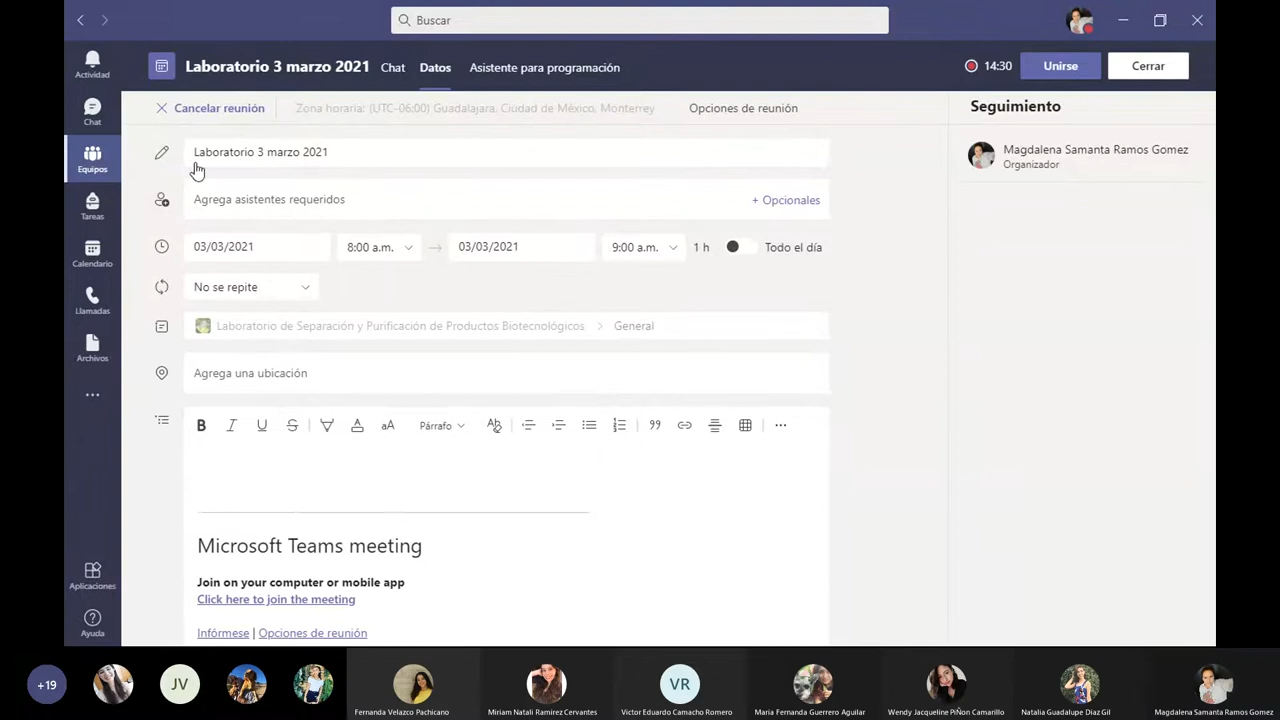 Buscar
Actividad
Chat
Equipos
Tareas
Calendario
Llamadas
Archivos
Aplicaciones
Ayuda
Laboratorio 3 marzo 2021 Chat Datos Asistente para programación 14:30 Unirse Cerrar
Cancelar reunión Zona horaria: (UTC-06:00) Guadalajara, Ciudad de México, Monterrey Opciones de reunión
Laboratorio 3 marzo 2021
Agrega asistentes requeridos + Opcionales
03/03/2021 8:00 a.m. → 03/03/2021 9:00 a.m. 1 h Todo el día
No se repite
Laboratorio de Separación y Purificación de Productos Biotecnológicos > General
Agrega una ubicación
B I U S A aA Párrafo Ab
Microsoft Teams meeting
Join on your computer or mobile app
Click here to join the meeting
Infórmese | Opciones de reunión
Seguimiento
Magdalena Samanta Ramos Gomez
Organizador
+19
JV
VR
Fernanda Velazco Pachicano
Miriam Natali Ramirez Cervantes
Victor Eduardo Camacho Romero
Maria Fernanda Guerrero Aguilar
Wendy Jacqueline PiÑon Camarillo
Natalia Guadalupe Diaz Gil
Magdalena Samanta Ramos Gomez